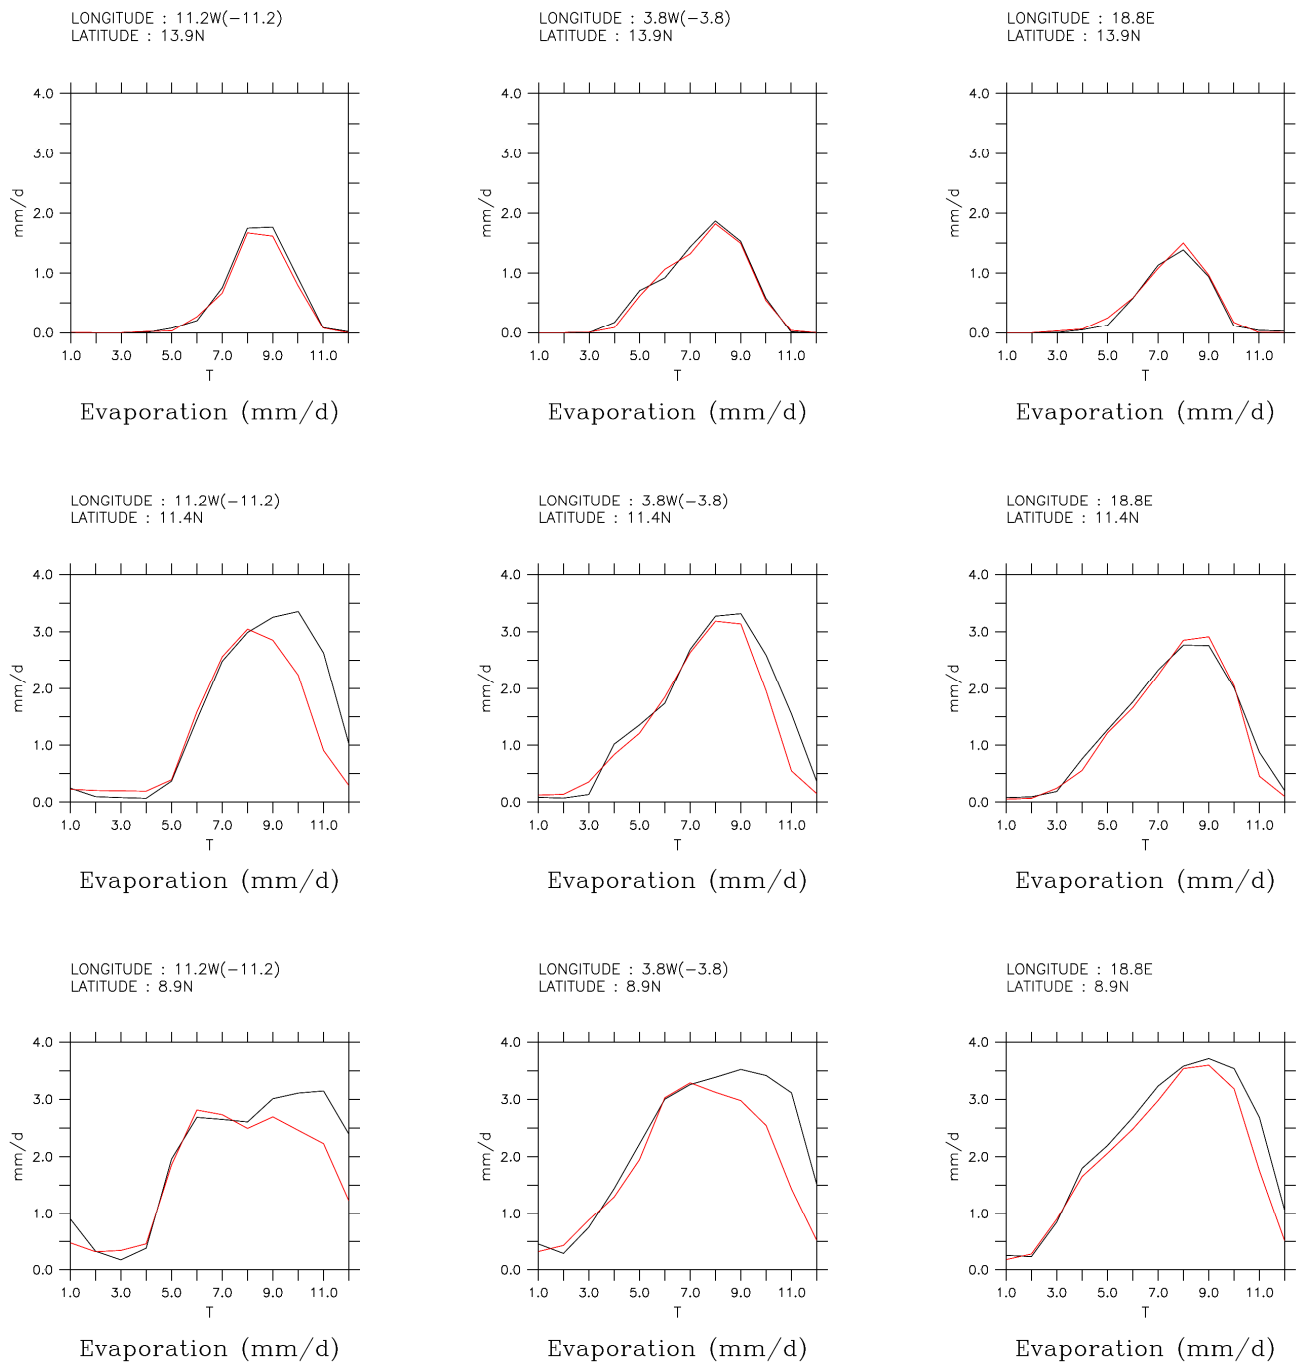 LONGITUDE : 11.2W(−11.2)
LATITUDE : 13.9N
4.0
3.0
2.0
1.0
0.0
mm/d
1.0 3.0 5.0 7.0 9.0 11.0
T
Evaporation (mm/d)
LONGITUDE : 3.8W(−3.8)
LATITUDE : 13.9N
4.0
3.0
2.0
1.0
0.0
mm/d
1.0 3.0 5.0 7.0 9.0 11.0
T
Evaporation (mm/d)
LONGITUDE : 18.8E
LATITUDE : 13.9N
4.0
3.0
2.0
1.0
0.0
mm/d
1.0 3.0 5.0 7.0 9.0 11.0
T
Evaporation (mm/d)
LONGITUDE : 11.2W(−11.2)
LATITUDE : 11.4N
4.0
3.0
2.0
1.0
0.0
mm/d
1.0 3.0 5.0 7.0 9.0 11.0
T
Evaporation (mm/d)
LONGITUDE : 3.8W(−3.8)
LATITUDE : 11.4N
4.0
3.0
2.0
1.0
0.0
mm/d
1.0 3.0 5.0 7.0 9.0 11.0
T
Evaporation (mm/d)
LONGITUDE : 18.8E
LATITUDE : 11.4N
4.0
3.0
2.0
1.0
0.0
mm/d
1.0 3.0 5.0 7.0 9.0 11.0
T
Evaporation (mm/d)
LONGITUDE : 11.2W(−11.2)
LATITUDE : 8.9N
4.0
3.0
2.0
1.0
0.0
mm/d
1.0 3.0 5.0 7.0 9.0 11.0
T
Evaporation (mm/d)
LONGITUDE : 3.8W(−3.8)
LATITUDE : 8.9N
4.0
3.0
2.0
1.0
0.0
mm/d
1.0 3.0 5.0 7.0 9.0 11.0
T
Evaporation (mm/d)
LONGITUDE : 18.8E
LATITUDE : 8.9N
4.0
3.0
2.0
1.0
0.0
mm/d
1.0 3.0 5.0 7.0 9.0 11.0
T
Evaporation (mm/d)